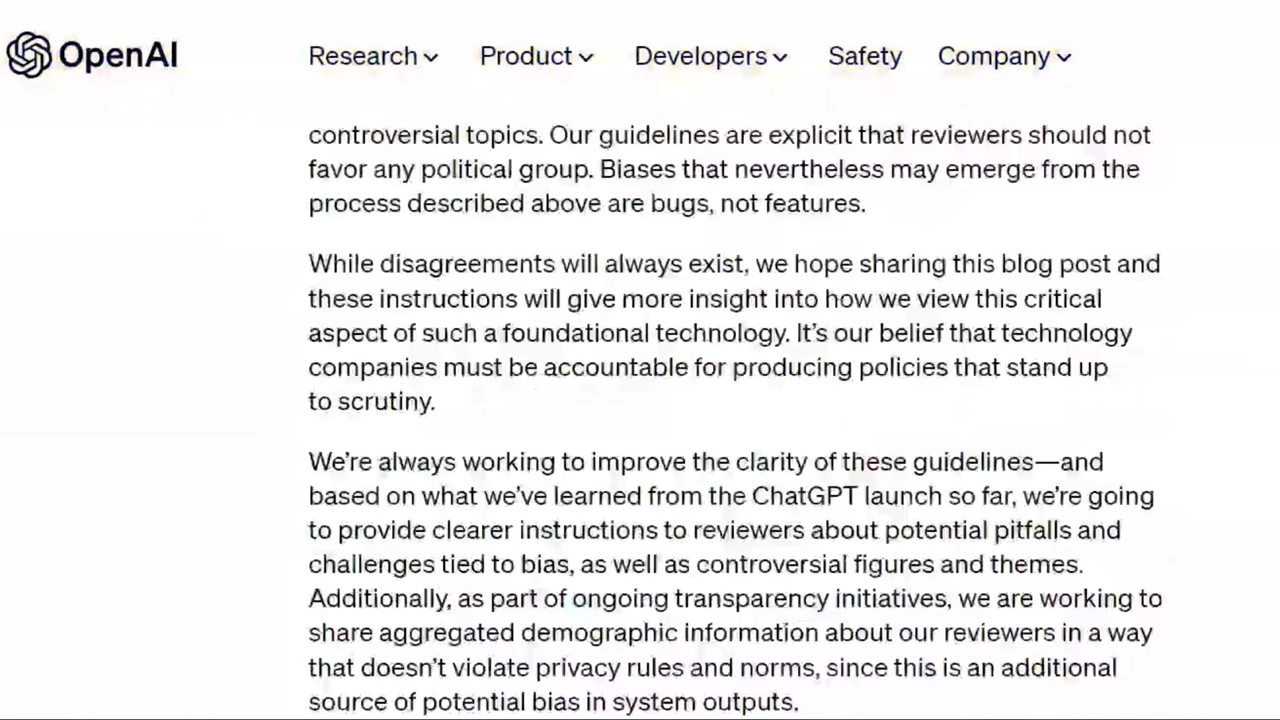 OpenAI Research Product Developers Safety Company
controversial topics. Our guidelines are explicit that reviewers should not
favor any political group. Biases that nevertheless may emerge from the
process described above are bugs, not features.
While disagreements will always exist, we hope sharing this blog post and
these instructions will give more insight into how we view this critical
aspect of such a foundational technology. It's our belief that technology
companies must be accountable for producing policies that stand up
to scrutiny.
We're always working to improve the clarity of these guidelines—and
based on what we've learned from the ChatGPT launch so far, we're going
to provide clearer instructions to reviewers about potential pitfalls and
challenges tied to bias, as well as controversial figures and themes.
Additionally, as part of ongoing transparency initiatives, we are working to
share aggregated demographic information about our reviewers in a way
that doesn't violate privacy rules and norms, since this is an additional
source of potential bias in system outputs.